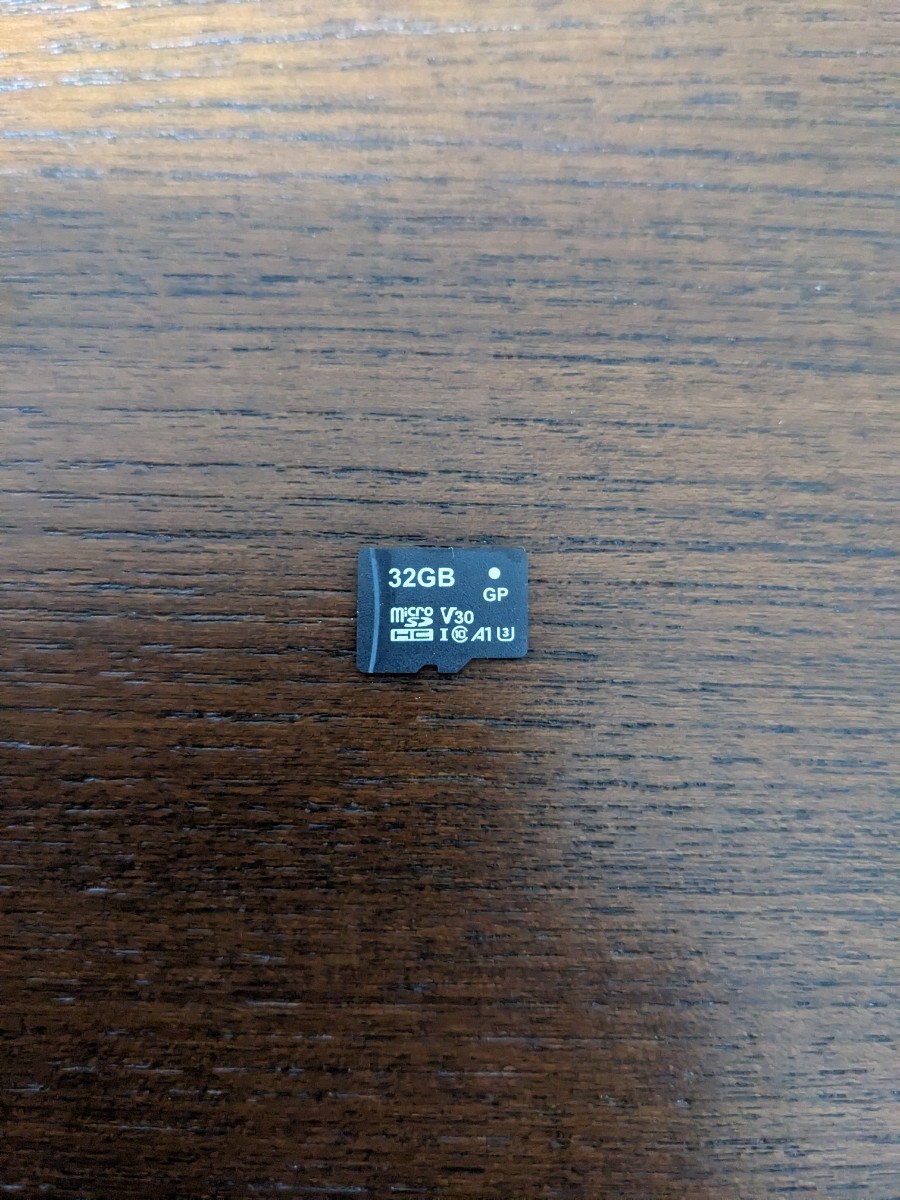 32GB
GP
micro SD HC
V30
I 10 A1 3